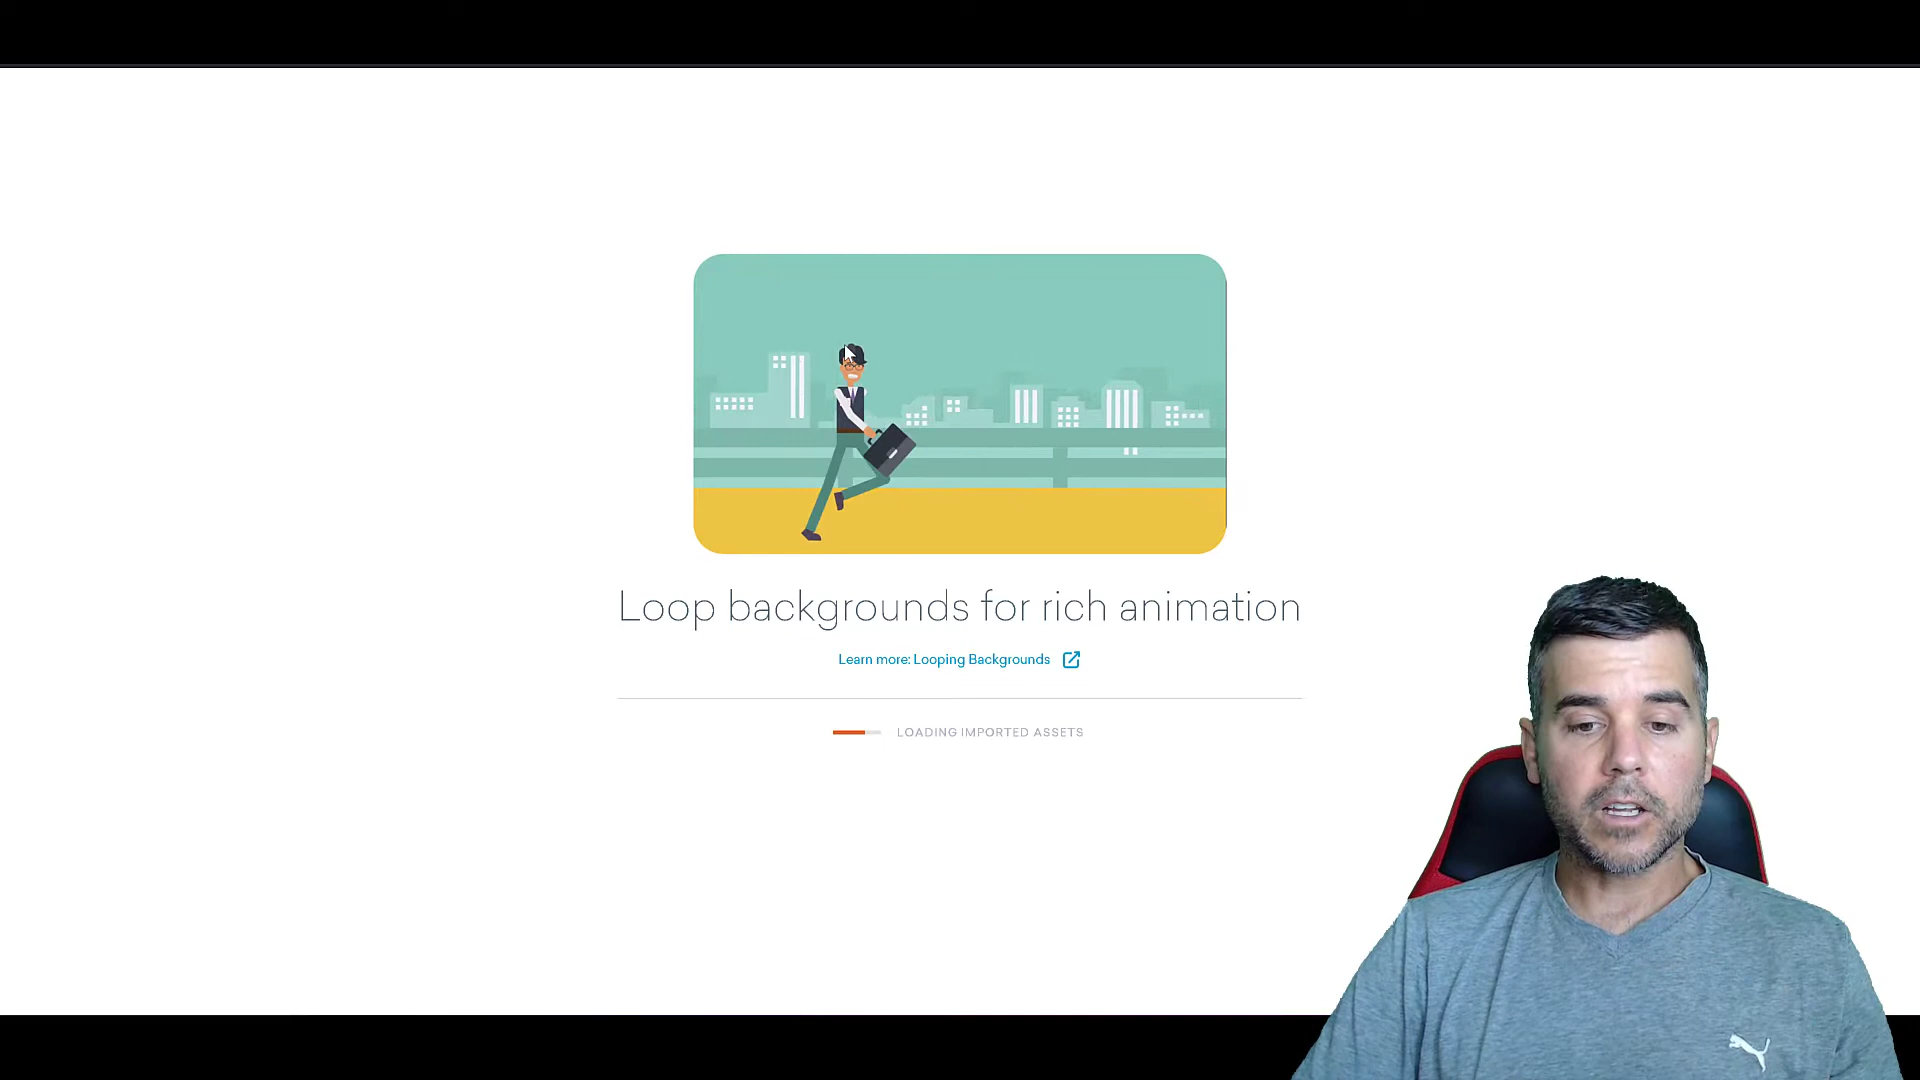 Loop backgrounds for rich animation
Learn more: Looping Backgrounds
LOADING IMPORTED ASSETS